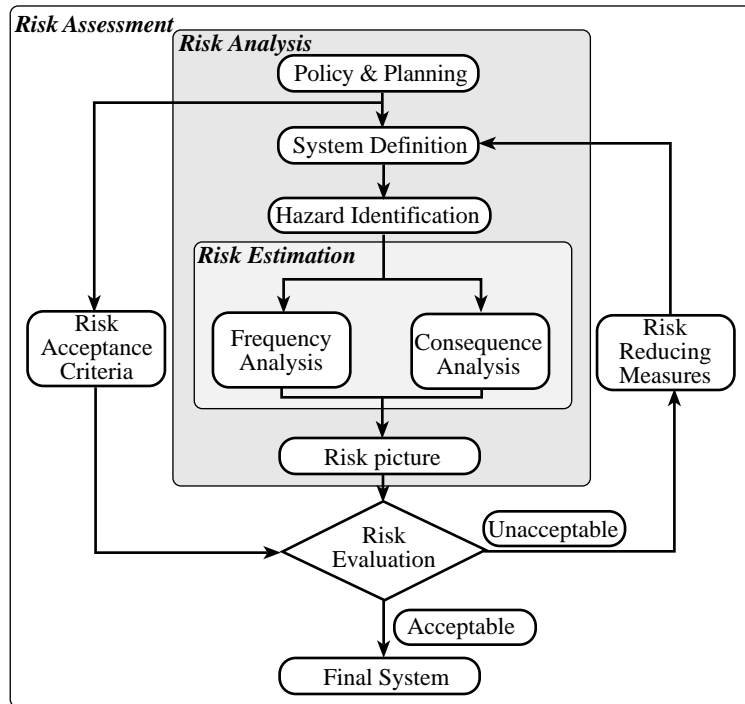 Risk Assessment
Risk Analysis
Policy & Planning
System Definition
Hazard Identification
Risk Estimation
Frequency
Analysis
Consequence
Analysis
Risk
Acceptance
Criteria
Risk
Reducing
Measures
Risk picture
Risk
Evaluation
Unacceptable
Acceptable
Final System